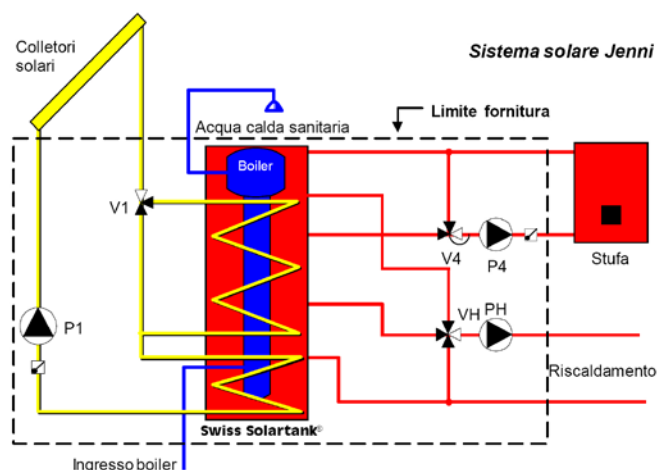 Colletori
solari
Sistema solare Jenni
Limite fornitura
Acqua calda sanitaria
Boiler
V1
V4
P4
Stufa
P1
VH
PH
Riscaldamento
Swiss Solartank®
Ingresso boiler